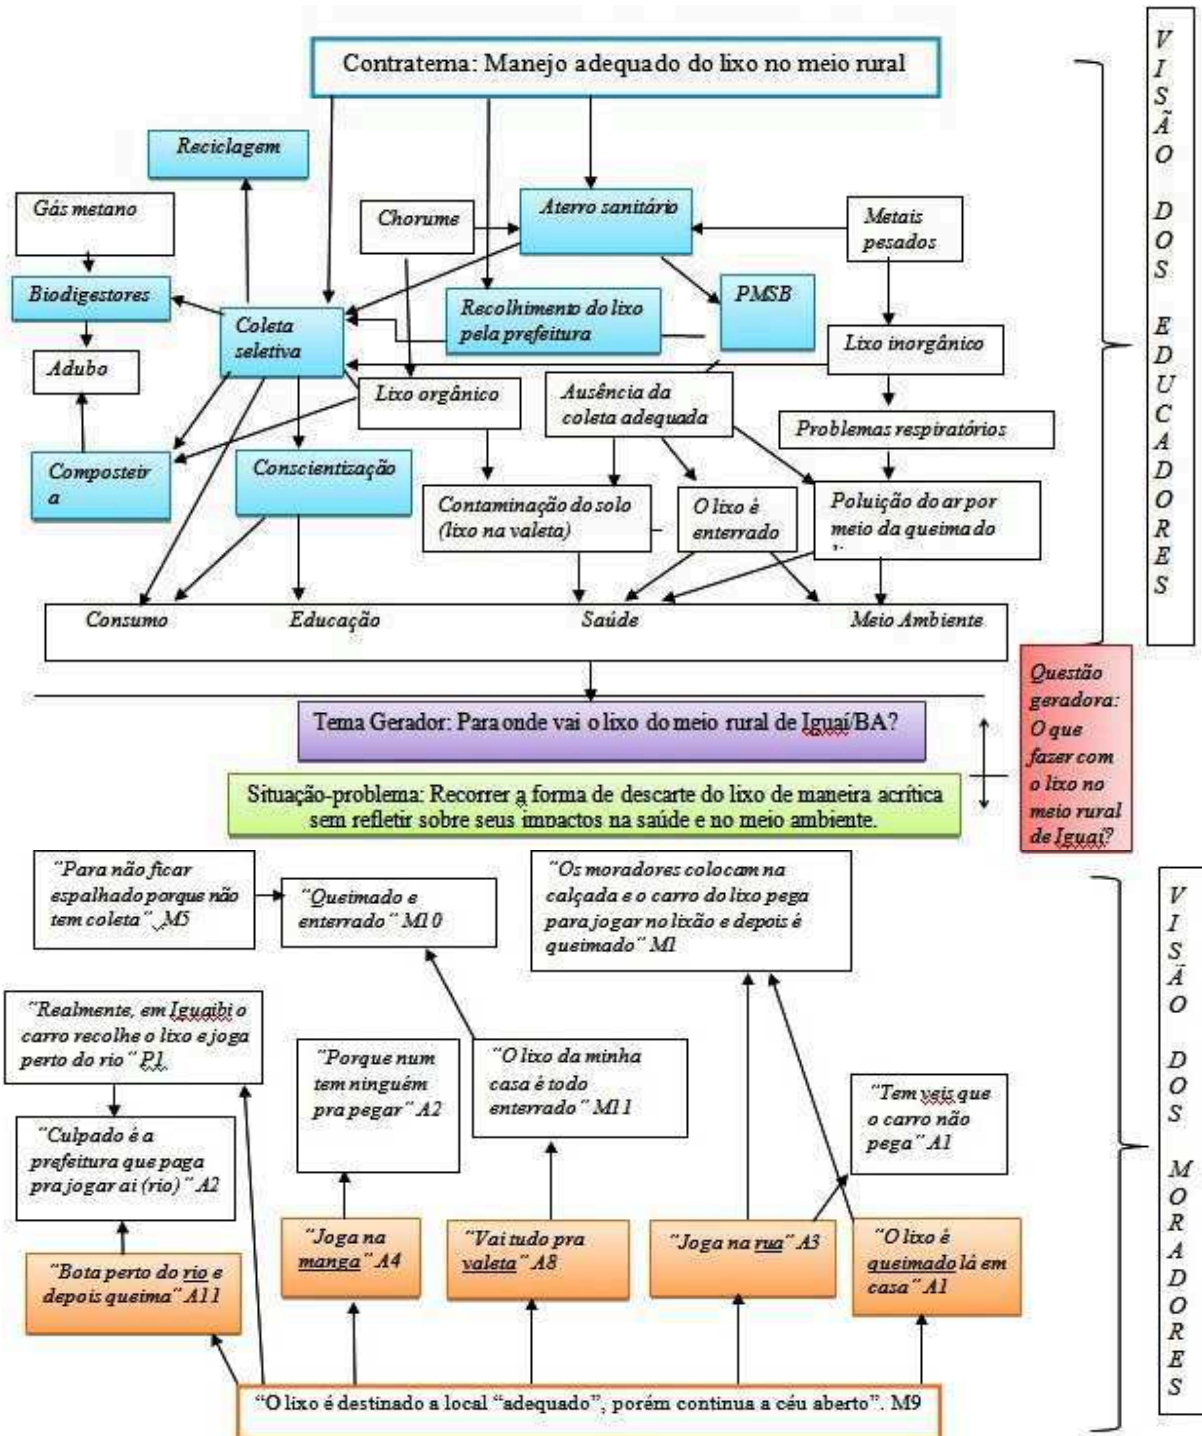 Contratema: Manejo adequado do lixo no meio rural
VISÃO DOS EDUCADORES
Reciclagem
Gás metano
Chorume
Aterro sanitário
Metais
pesados
Biodigestores
Coleta
seletiva
Recolhimento do lixo
pela prefeitura
PMSB
Lixo inorgânico
Adubo
Lixo orgânico
Ausência da
coleta adequada
Problemas respiratórios
Composteir
a
Conscientização
Contaminação do solo
(lixo na valeta)
O lixo é
enterrado
Poluição do ar por
meio da queima do
Consumo
Educação
Saúde
Meio Ambiente
Tema Gerador: Para onde vai o lixo do meio rural de Iguaí/BA?
Situação-problema: Recorrer a forma de descarte do lixo de maneira acrítica
sem refletir sobre seus impactos na saúde e no meio ambiente.
Questão
geradora:
O que
fazer com
o lixo no
meio rural
de Iguaí?
VISÃO DOS MORADORES
"Para não ficar
espalhado porque não
tem coleta" M5
"Queimado e
enterrado" M10
"Os moradores colocam na
calçada e o carro do lixo pega
para jogar no lixão e depois é
queimado" M1
"Realmente, em Iguaibi o
carro recolhe o lixo e joga
perto do rio" P1
"Porque num
tem ninguém
pra pegar" A2
"O lixo da minha
casa é todo
enterrado" M11
"Tem veis que
o carro não
pega" A1
"Culpado é a
prefeitura que paga
pra jogar ai (rio)" A2
"Bota perto do rio e
depois queima" A11
"Joga na
manga" A4
"Vai tudo pra
valeta" A8
"Joga na rua" A3
"O lixo é
queimado lá em
casa" A1
"O lixo é destinado a local "adequado", porém continua a céu aberto". M9